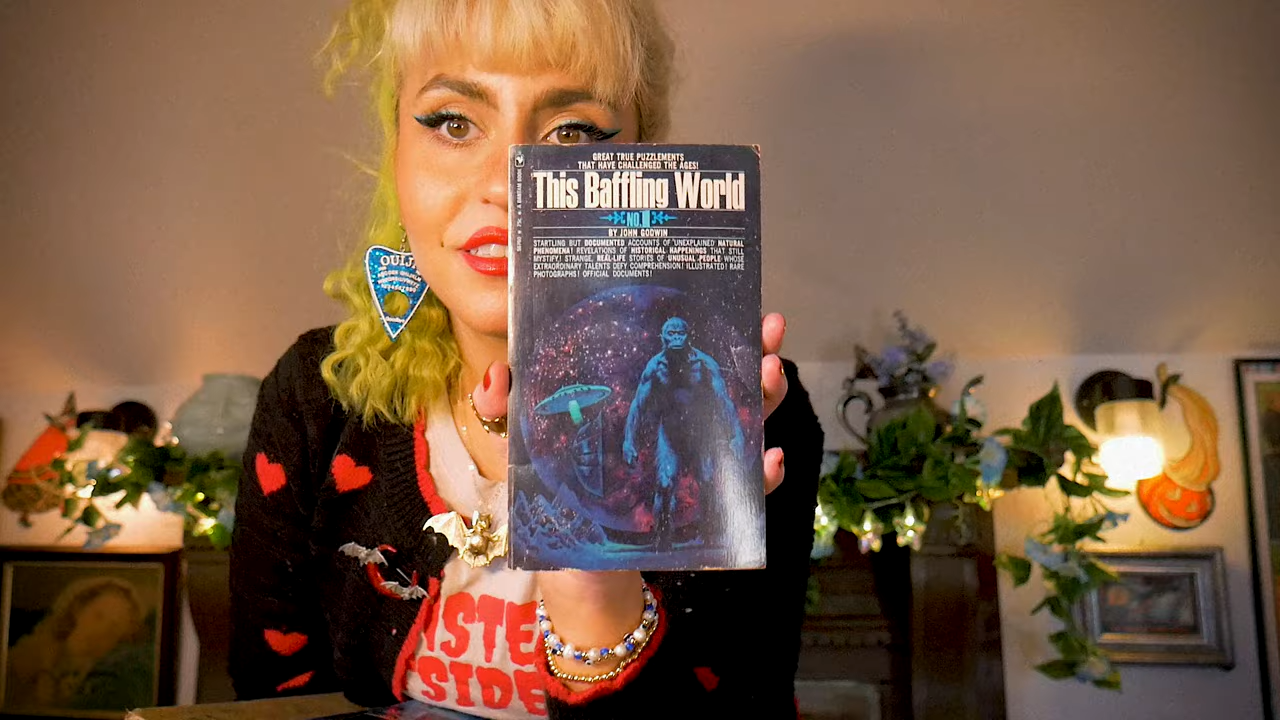 GREAT TRUE PUZZLEMENTS
THAT HAVE CHALLENGED THE AGES!
This Baffling World
BY JOHN GODWIN
STARTLING BUT DOCUMENTED ACCOUNTS OF UNEXPLAINED NATURAL
PHENOMENA! REVELATIONS OF HISTORICAL HAPPENINGS THAT STILL
MYSTIFY! STRANGE, REAL-LIFE STORIES OF UNUSUAL PEOPLE WHOSE
EXTRAORDINARY TALENTS DEFY COMPREHENSION! ILLUSTRATED! RARE
PHOTOGRAPHS! OFFICIAL DOCUMENTS!
OUIJ
ISTE
SIDE